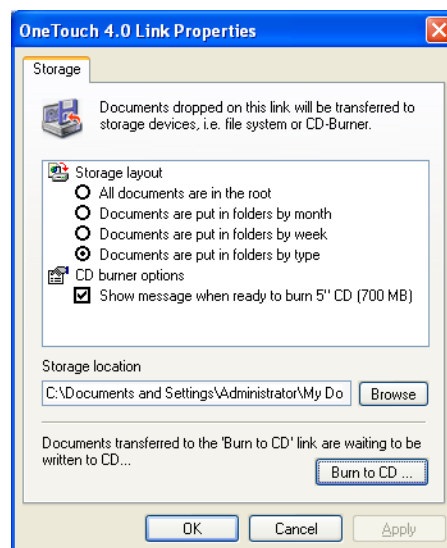 OneTouch 4.0 Link Properties
Storage
Documents dropped on this link will be transferred to
storage devices, i.e. file system or CD-Burner.
Storage layout
All documents are in the root
Documents are put in folders by month
Documents are put in folders by week
Documents are put in folders by type
CD burner options
Show message when ready to burn 5" CD (700 MB)
Storage location
C:\Documents and Settings\Administrator\My Do
Browse
Documents transferred to the 'Burn to CD' link are waiting to be
written to CD...
Burn to CD ...
OK
Cancel
Apply